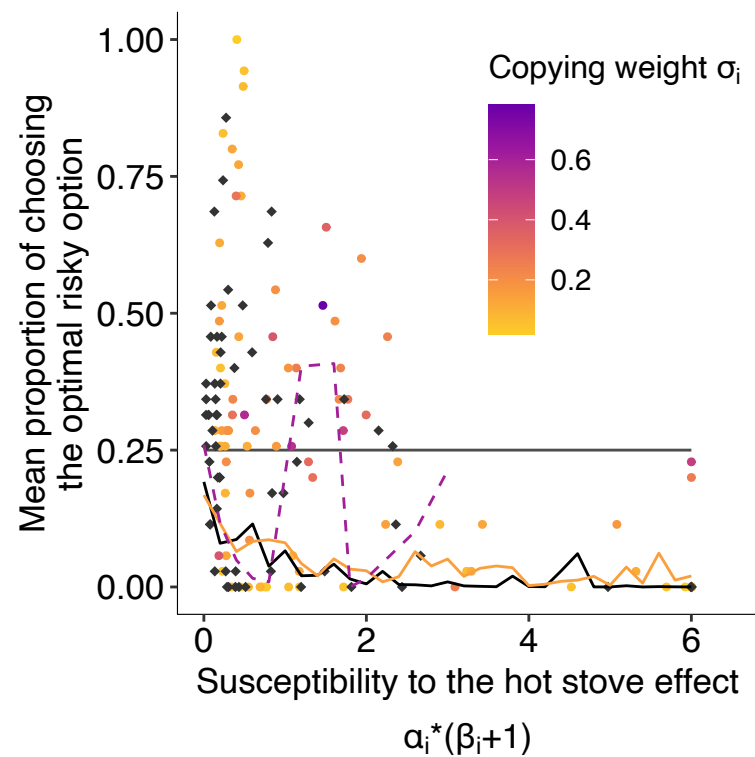 Mean proportion of choosing
the optimal risky option
1.00
0.75
0.50
0.25
0.00
Copying weight σi
0.6
0.4
0.2
0
2
4
6
Susceptibility to the hot stove effect
αi*(βi+1)